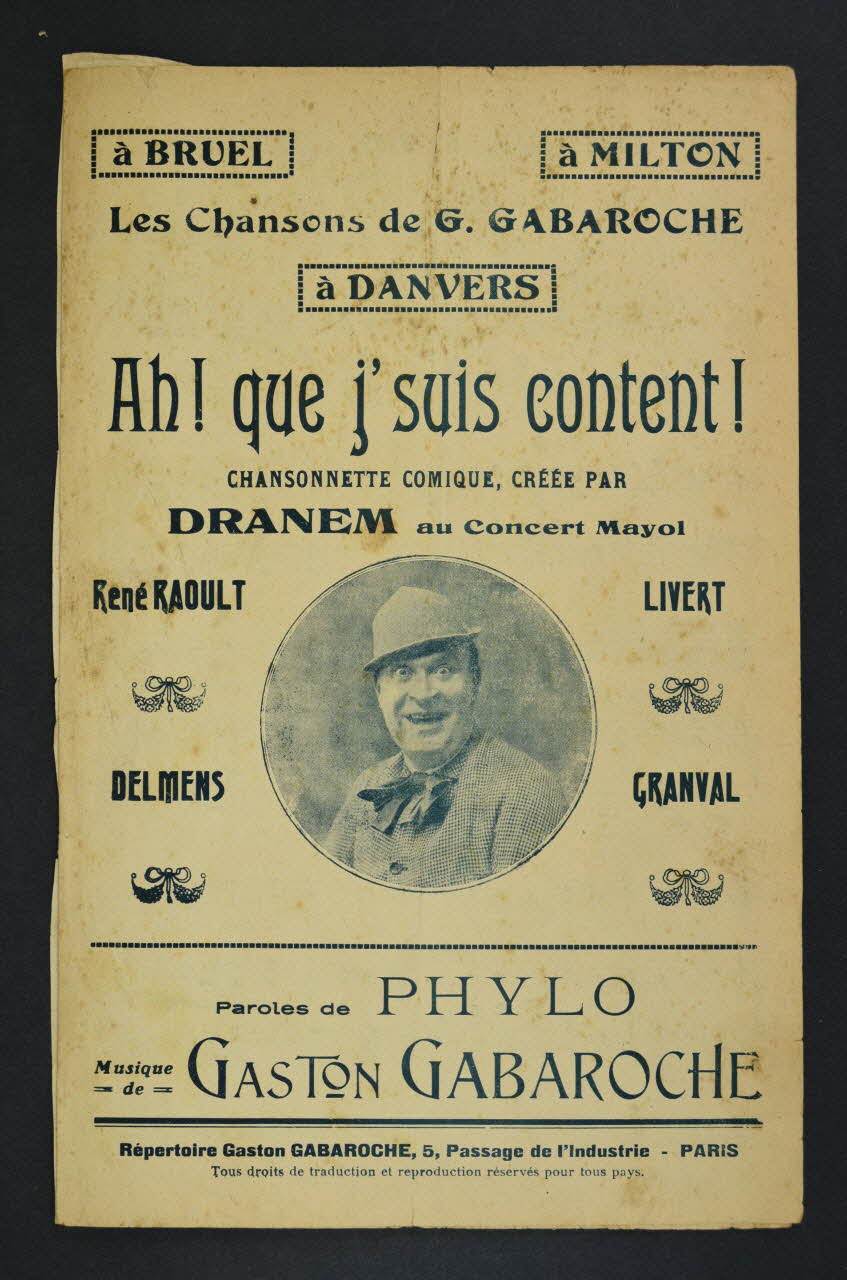 à BRUEL
à MILTON
Les Chansons de G. GABAROCHE
à DANVERS
Ah! que j'suis content!
CHANSONNETTE COMIQUE, CRÉÉE PAR
DRANEM au Concert Mayol
René RAOULT
LIVERT
DELMENS
GRANVAL
Paroles de PHYLO
Musique de GASTON GABAROCHE
Répertoire Gaston GABAROCHE, 5, Passage de l'Industrie - PARIS
Tous droits de traduction et reproduction réservés pour tous pays.